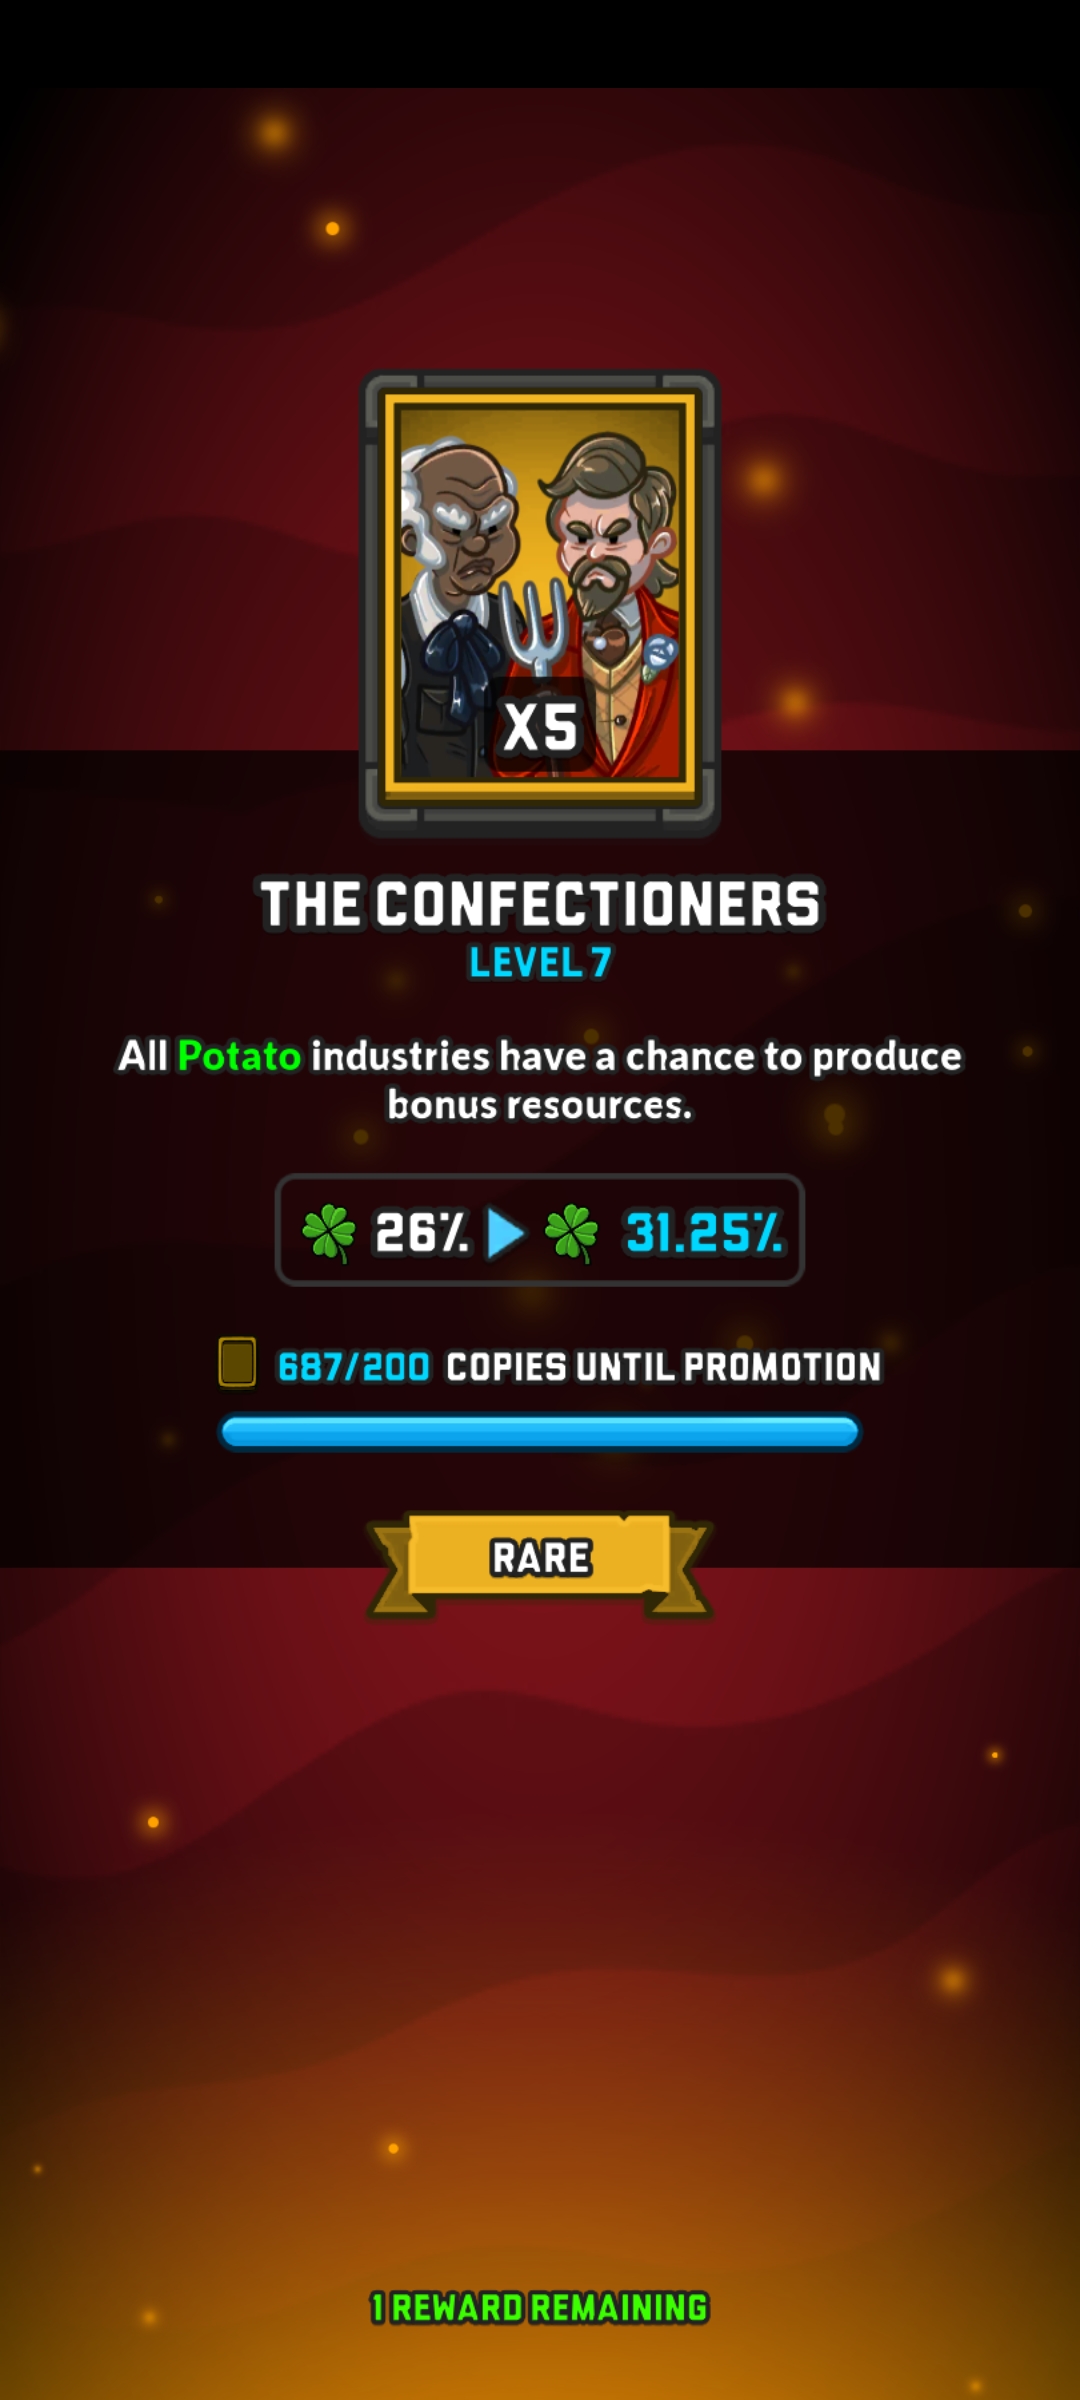 X5
THE CONFECTIONERS
LEVEL 7
All Potato industries have a chance to produce
bonus resources.
26% 31.25%
687/200 COPIES UNTIL PROMOTION
RARE
1 REWARD REMAINING